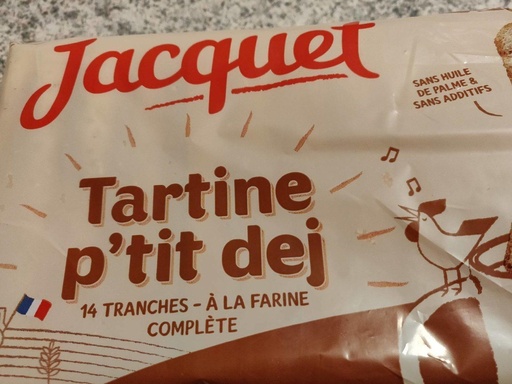 Jacquet
SANS HUILE
DE PALME &
SANS ADDITIFS
Tartine
p'tit dej
14 TRANCHES - À LA FARINE
COMPLÈTE